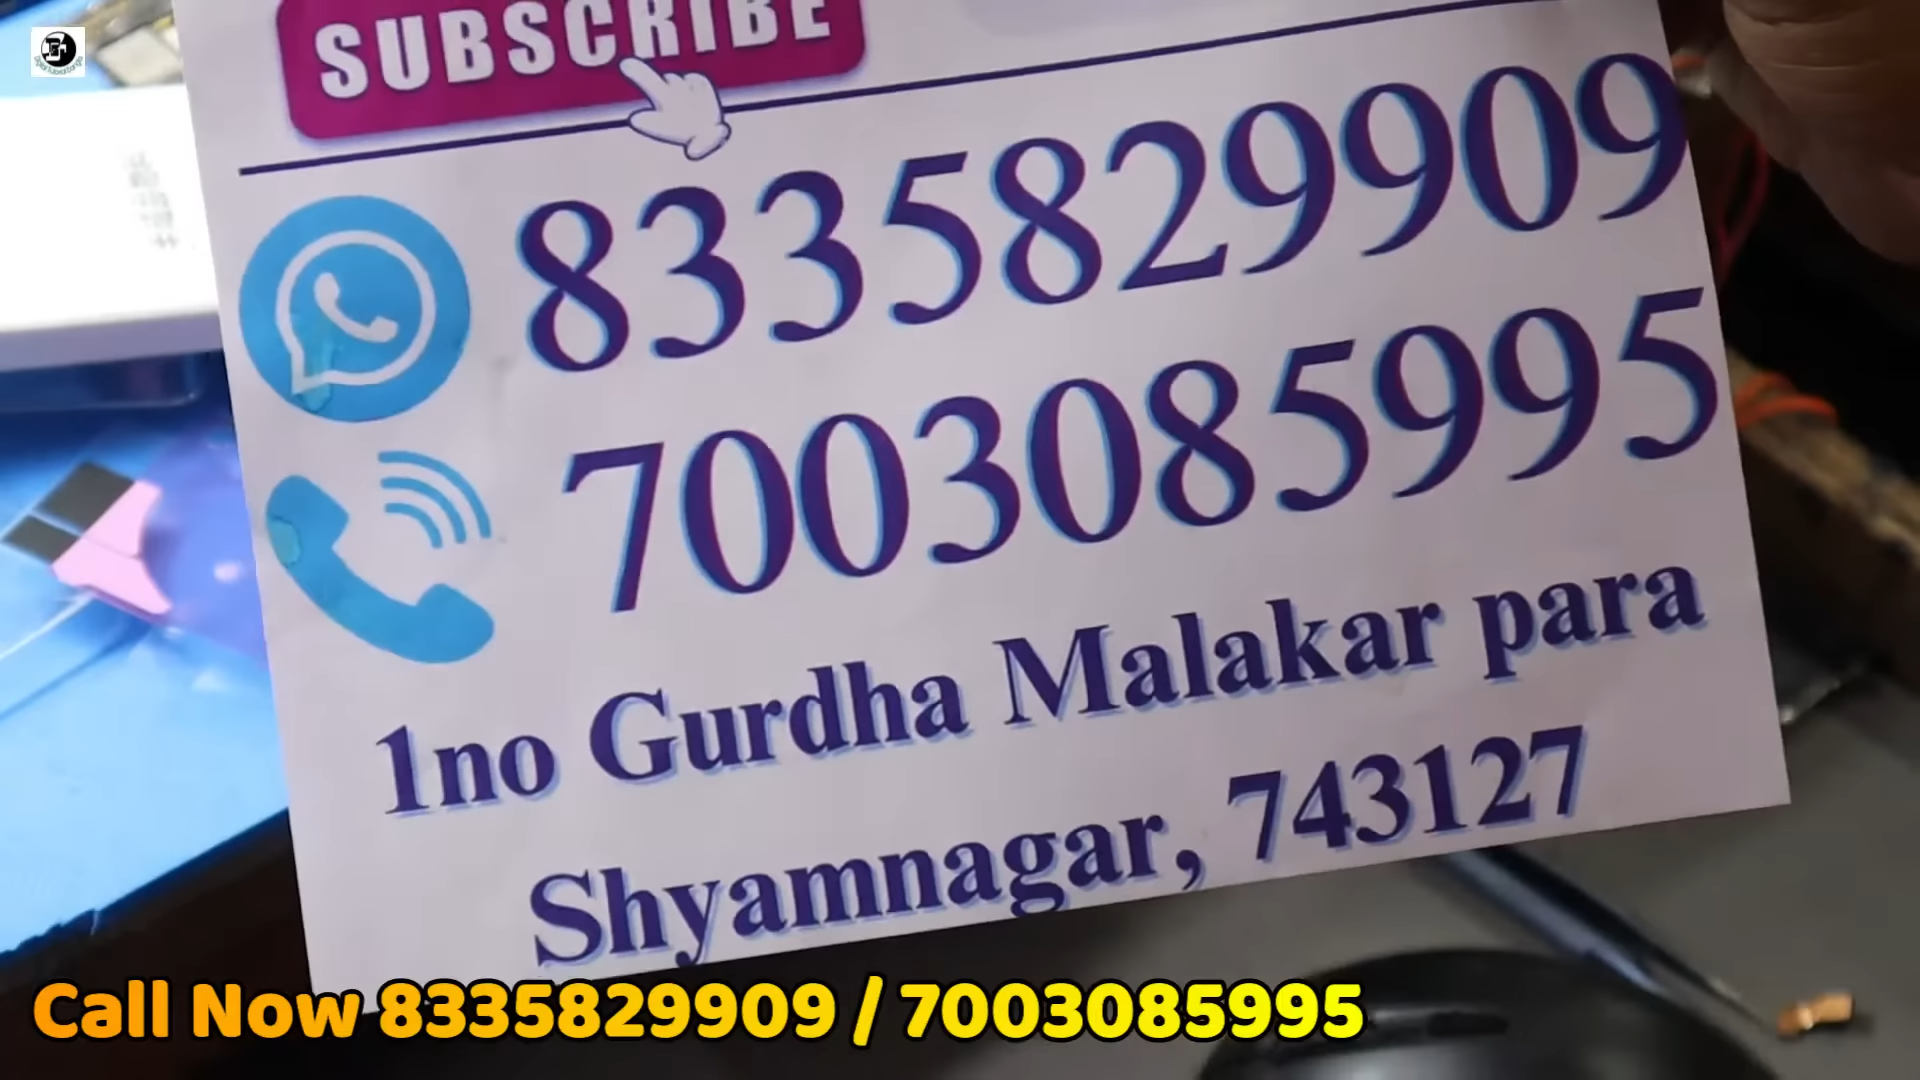 SUBSCRIBE
8335829909
7003085995
1no Gurdha Malakar para
Shyamnagar, 743127
Call Now 8335829909 / 7003085995